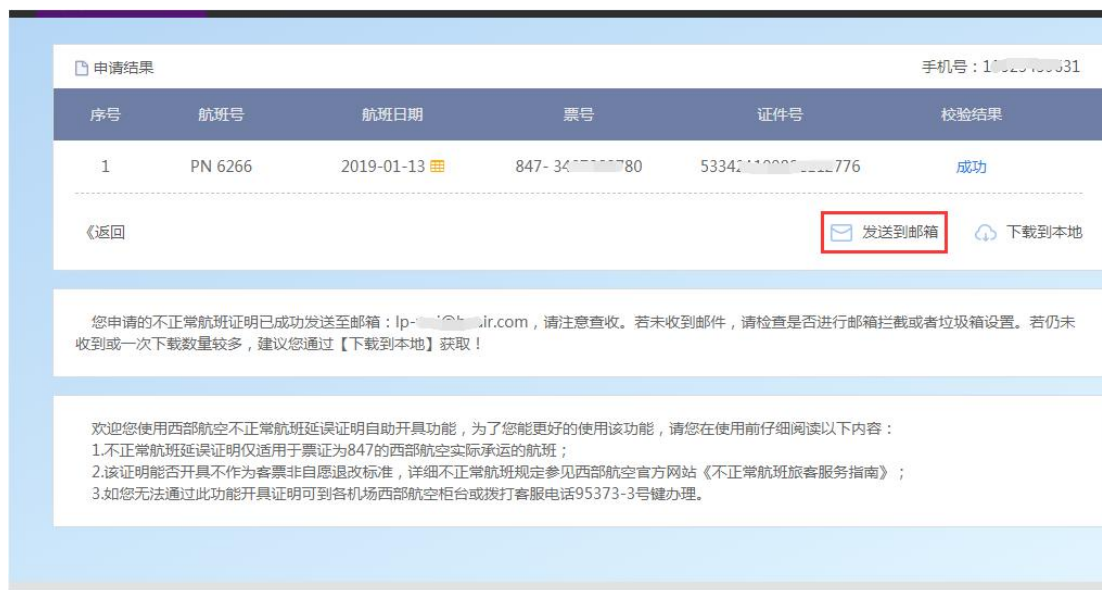 申请结果
手机号：1 631
序号 航班号 航班日期 票号 证件号 校验结果
1 PN 6266 2019-01-13 847- 34 780 53342 776 成功
《返回 发送到邮箱 下载到本地
您申请的不正常航班证明已成功发送至邮箱：lp- ir.com，请注意查收。若未收到邮件，请检查是否进行邮箱拦截或者垃圾箱设置。若仍未
收到或一次下载数量较多，建议您通过【下载到本地】获取！
欢迎您使用西部航空不正常航班延误证明自助开具功能，为了您能更好的使用该功能，请您在使用前仔细阅读以下内容：
1.不正常航班延误证明仅适用于票证为847的西部航空实际承运的航班；
2.该证明能否开具不作为客票非自愿退改标准，详细不正常航班规定参见西部航空官方网站《不正常航班旅客服务指南》；
3.如您无法通过此功能开具证明可到各机场西部航空柜台或拨打客服电话95373-3号键办理。